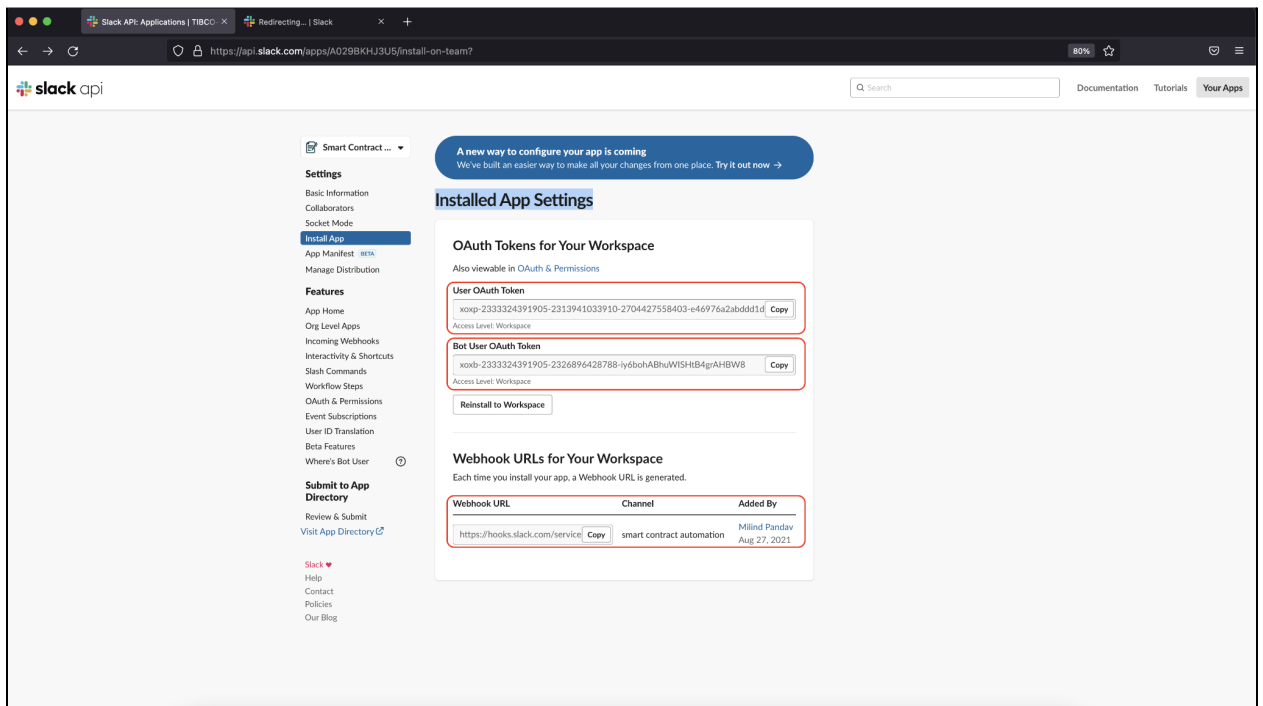 Slack API: Applications | TIBCO
Redirecting... | Slack
https://api.slack.com/apps/A029BKHJ3U5/install-on-team?
80%
slack api
Search
Documentation
Tutorials
Your Apps
Smart Contract ...
Settings
Basic Information
Collaborators
Socket Mode
Install App
App Manifest BETA
Manage Distribution
Features
App Home
Org Level Apps
Incoming Webhooks
Interactivity & Shortcuts
Slash Commands
Workflow Steps
OAuth & Permissions
Event Subscriptions
User ID Translation
Beta Features
Where's Bot User ?
Submit to App
Directory
Review & Submit
Visit App Directory
Slack ♥
Help
Contact
Policies
Our Blog
A new way to configure your app is coming
We've built an easier way to make all your changes from one place. Try it out now →
Installed App Settings
OAuth Tokens for Your Workspace
Also viewable in OAuth & Permissions
User OAuth Token
xoxp-2333324391905-2313941033910-2704427558403-e46976a2abddd1d Copy
Access Level: Workspace
Bot User OAuth Token
xoxb-2333324391905-2326896428788-iy6bohABhuWISHtB4grAHBW8 Copy
Access Level: Workspace
Reinstall to Workspace
Webhook URLs for Your Workspace
Each time you install your app, a Webhook URL is generated.
Webhook URL Channel Added By
https://hooks.slack.com/service Copy smart contract automation Milind Pandav
Aug 27, 2021